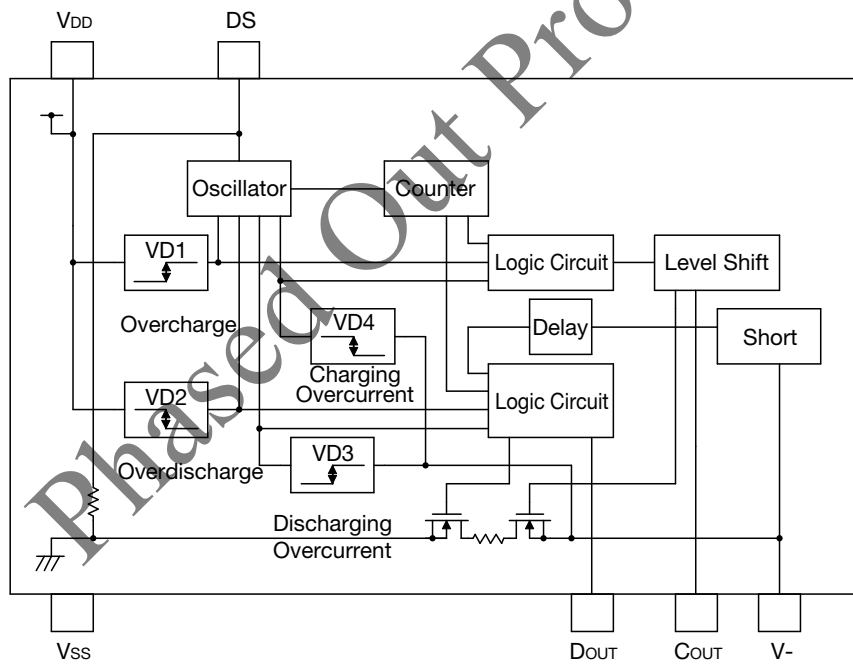 VDD
DS
Phased Out Pro
Oscillator
Counter
VD1
Logic Circuit
Level Shift
Overcharge
VD4
Delay
Short
Charging
Overcurrent
VD2
Logic Circuit
Overdischarge
VD3
Discharging
Overcurrent
VSS
DOUT
COUT
V-